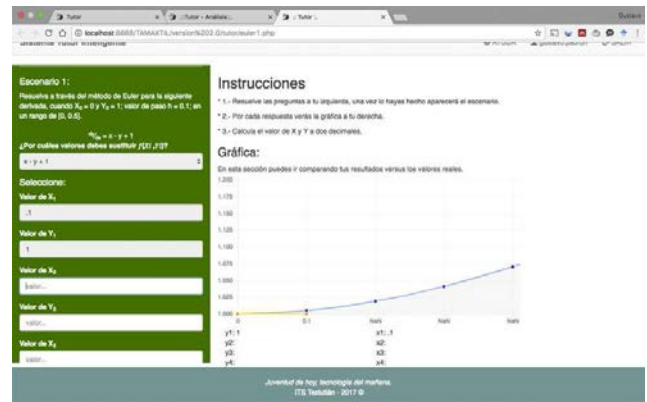 Tutor
::Tutor - Análisis::
::Tutor::
localhost:8888/TAMAXTIL/version%202.0/tutor/euler1.php
Sistema Tutor Inteligente
Escenario 1:
Resuelva a través del método de Euler para la siguiente
derivada, cuando X₀ = 0 y Y₀ = 1; valor de paso h = 0.1; en
un rango de [0, 0.5].
= x - y + 1
¿Por cuáles valores debes sustituir
x - y + 1
Seleccione:
Valor de X₁
.1
Valor de Y₁
1
Valor de X₂
valor...
Valor de Y₂
valor...
Valor de X₃
valor...
Instrucciones
* 1.- Resuelve las preguntas a tu izquierda, una vez lo hayas hecho aparecerá el escenario.
* 2.- Por cada respuesta verás la gráfica a tu derecha.
* 3.- Calcula el valor de X y Y a dos decimales.
Gráfica:
En esta sección puedes ir comparando tus resultados versus los valores reales.
1.200
1.175
1.150
1.125
1.100
1.075
1.050
1.025
1.000
0 0.1 NaN NaN NaN
y1: 1 x1: .1
y2: x2:
y3: x3:
y4: x4:
Juventud de hoy, tecnología del mañana.
ITS Teziutlán - 2017 ©